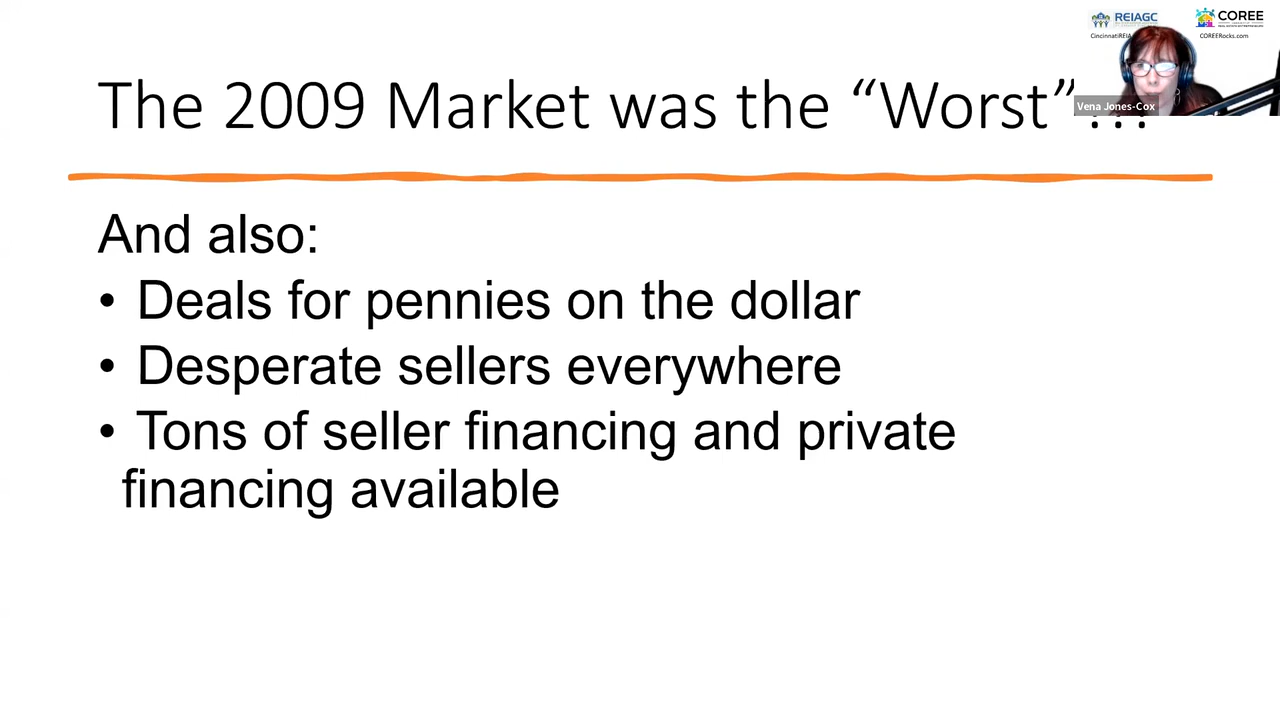 REIAGC
COREE
CincinnatiREIA
COREERocks.com
The 2009 Market was the “Worst”…
Vena Jones-Cox
And also:
• Deals for pennies on the dollar
• Desperate sellers everywhere
• Tons of seller financing and private
financing available